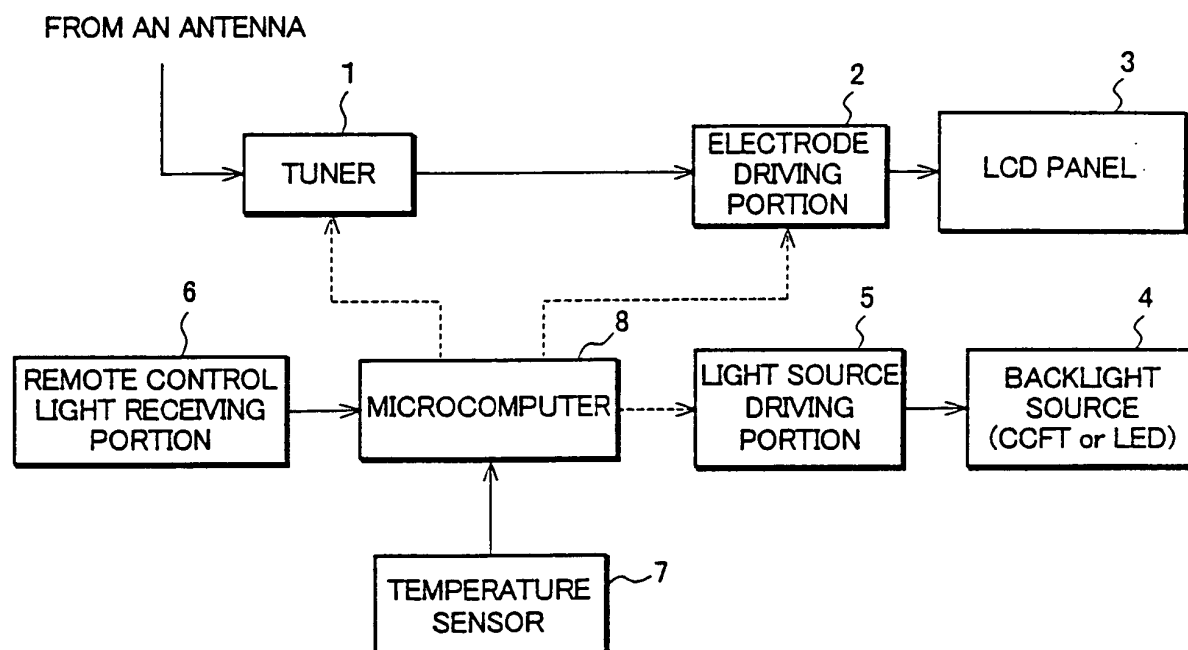 FROM AN ANTENNA
1
TUNER
2
ELECTRODE
DRIVING
PORTION
3
LCD PANEL
6
REMOTE CONTROL
LIGHT RECEIVING
PORTION
8
MICROCOMPUTER
5
LIGHT SOURCE
DRIVING
PORTION
4
BACKLIGHT
SOURCE
(CCFT or LED)
7
TEMPERATURE
SENSOR